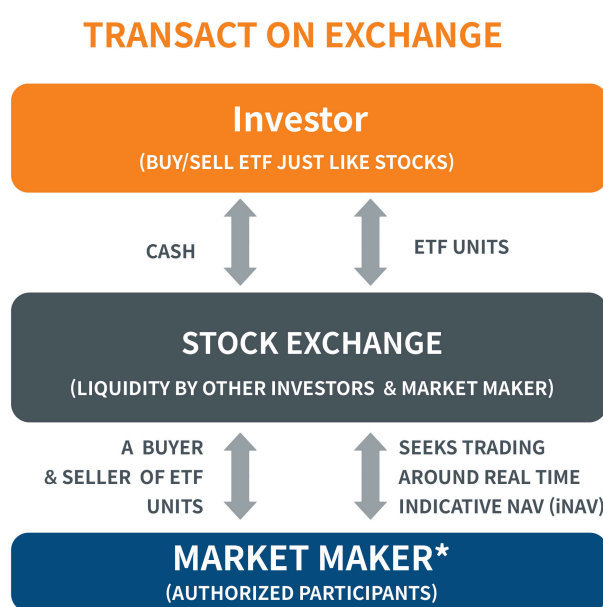 TRANSACT ON EXCHANGE
Investor
(BUY/SELL ETF JUST LIKE STOCKS)
CASH
ETF UNITS
STOCK EXCHANGE
(LIQUIDITY BY OTHER INVESTORS & MARKET MAKER)
A BUYER
& SELLER OF ETF
UNITS
SEEKS TRADING
AROUND REAL TIME
INDICATIVE NAV (iNAV)
MARKET MAKER*
(AUTHORIZED PARTICIPANTS)